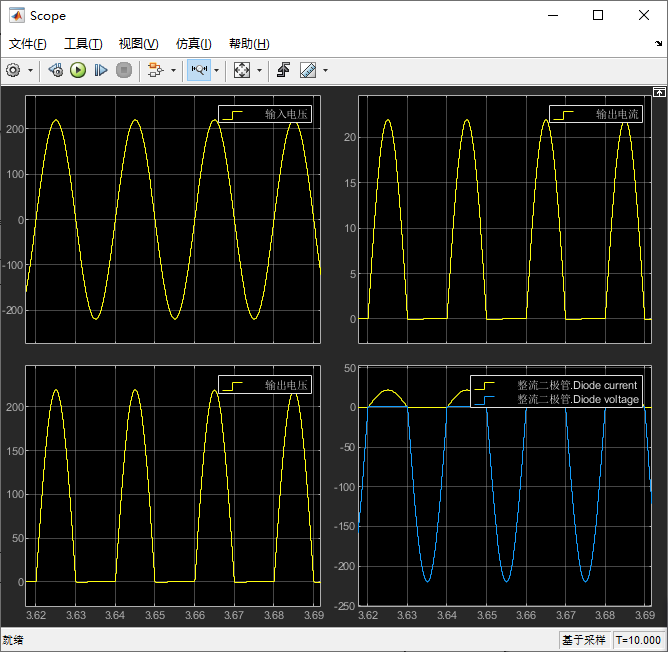 Scope
文件(F) 工具(T) 视图(V) 仿真(I) 帮助(H)
输入电压
200
100
0
-100
-200
输出电流
20
15
10
5
0
输出电压
200
150
100
50
0
3.62 3.63 3.64 3.65 3.66 3.67 3.68 3.69
整流二极管.Diode current
整流二极管.Diode voltage
50
0
-50
-100
-150
-200
-250
3.62 3.63 3.64 3.65 3.66 3.67 3.68 3.69
就绪
基于采样 T=10.000